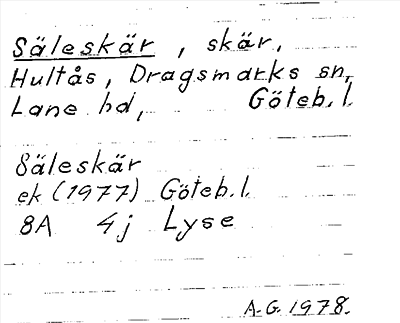 Säleskär, skär,
Hultås, Dragsmarks sn,
Lane hd, Göteb. l.
Säleskär
ek (1977) Göteb. l.
8A 4j Lyse
A. G. 1978.